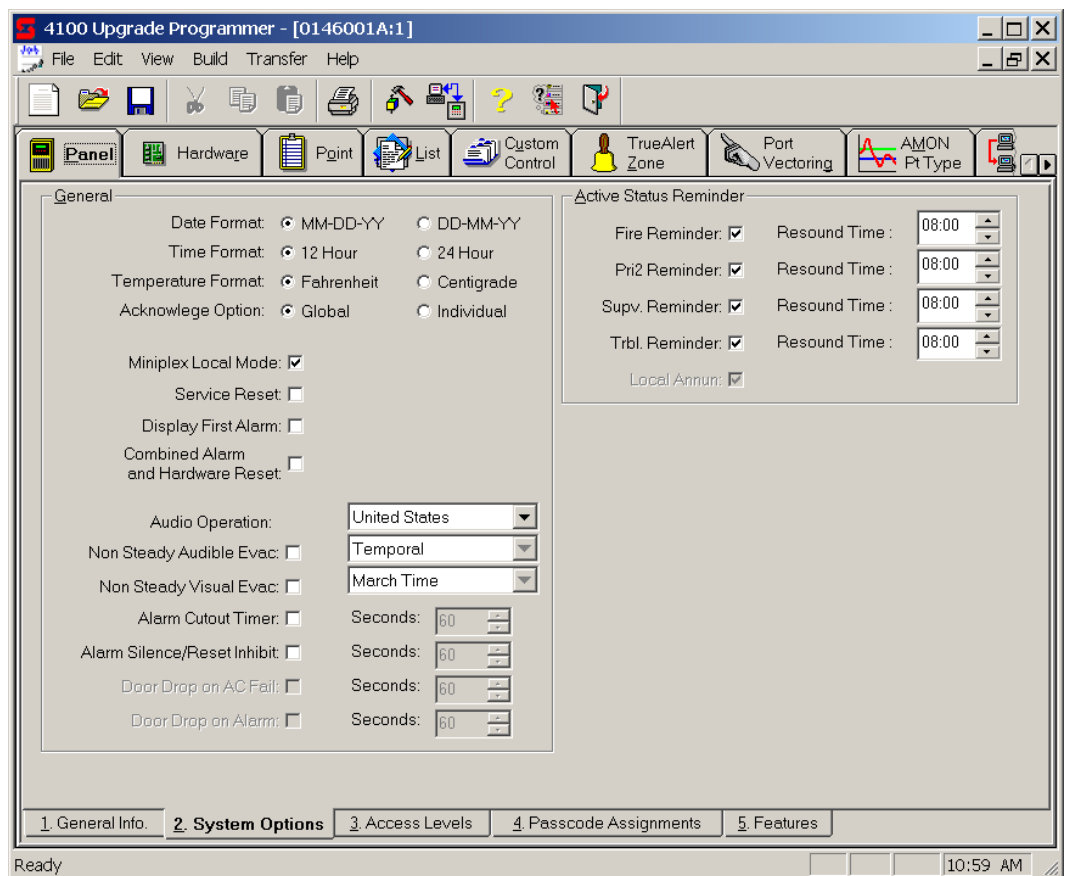 4100 Upgrade Programmer - [0146001A:1]
File Edit View Build Transfer Help
Panel Hardware Point List Custom Control TrueAlert Zone Port Vectoring AMON Pt Type
General
Date Format: MM-DD-YY DD-MM-YY
Time Format: 12 Hour 24 Hour
Temperature Format: Fahrenheit Centigrade
Acknowlege Option: Global Individual
Miniplex Local Mode:
Service Reset:
Display First Alarm:
Combined Alarm
and Hardware Reset:
Audio Operation: United States
Non Steady Audible Evac: Temporal
Non Steady Visual Evac: March Time
Alarm Cutout Timer: Seconds: 60
Alarm Silence/Reset Inhibit: Seconds: 60
Door Drop on AC Fail: Seconds: 60
Door Drop on Alarm: Seconds: 60
Active Status Reminder
Fire Reminder: Resound Time : 08:00
Pri2 Reminder: Resound Time : 08:00
Supv. Reminder: Resound Time : 08:00
Trbl. Reminder: Resound Time : 08:00
Local Annun:
1. General Info. 2. System Options 3. Access Levels 4. Passcode Assignments 5. Features
Ready 10:59 AM